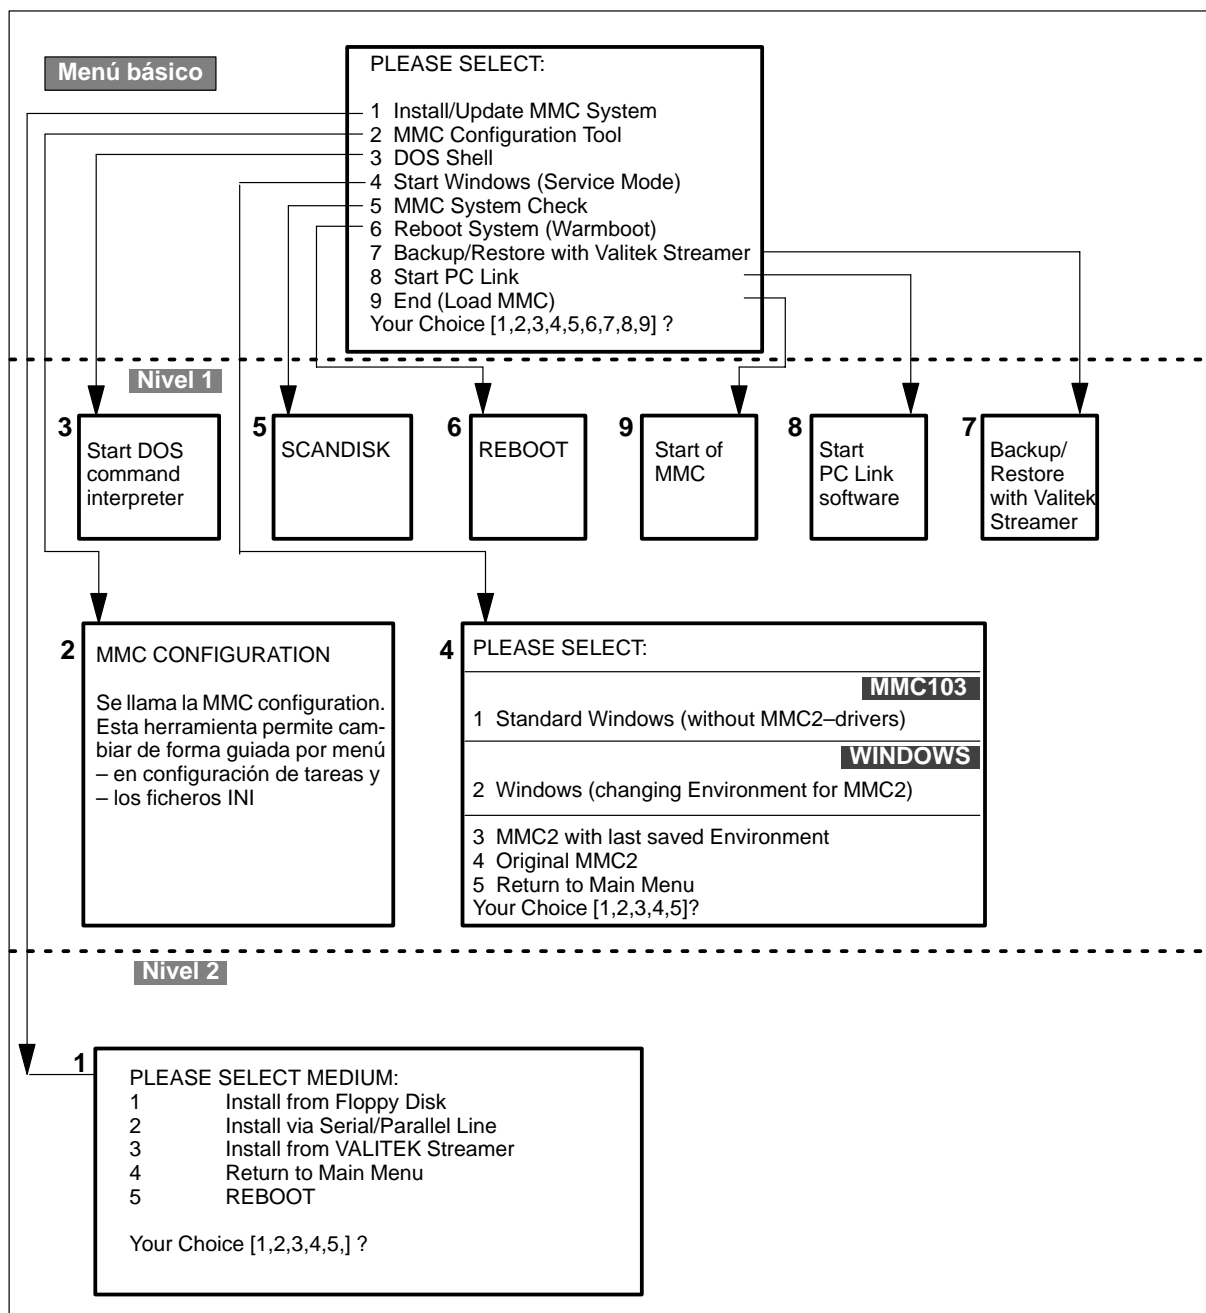 Menú básico
PLEASE SELECT:
1 Install/Update MMC System
2 MMC Configuration Tool
3 DOS Shell
4 Start Windows (Service Mode)
5 MMC System Check
6 Reboot System (Warmboot)
7 Backup/Restore with Valitek Streamer
8 Start PC Link
9 End (Load MMC)
Your Choice [1,2,3,4,5,6,7,8,9] ?
Nivel 1
3
Start DOS
command
interpreter
5
SCANDISK
6
REBOOT
9
Start of
MMC
8
Start
PC Link
software
7
Backup/
Restore
with Valitek
Streamer
2
MMC CONFIGURATION
Se llama la MMC configuration.
Esta herramienta permite cam-
biar de forma guiada por menú
– en configuración de tareas y
– los ficheros INI
4
PLEASE SELECT:
MMC103
1 Standard Windows (without MMC2–drivers)
WINDOWS
2 Windows (changing Environment for MMC2)
3 MMC2 with last saved Environment
4 Original MMC2
5 Return to Main Menu
Your Choice [1,2,3,4,5]?
Nivel 2
1
PLEASE SELECT MEDIUM:
1 Install from Floppy Disk
2 Install via Serial/Parallel Line
3 Install from VALITEK Streamer
4 Return to Main Menu
5 REBOOT
Your Choice [1,2,3,4,5,] ?